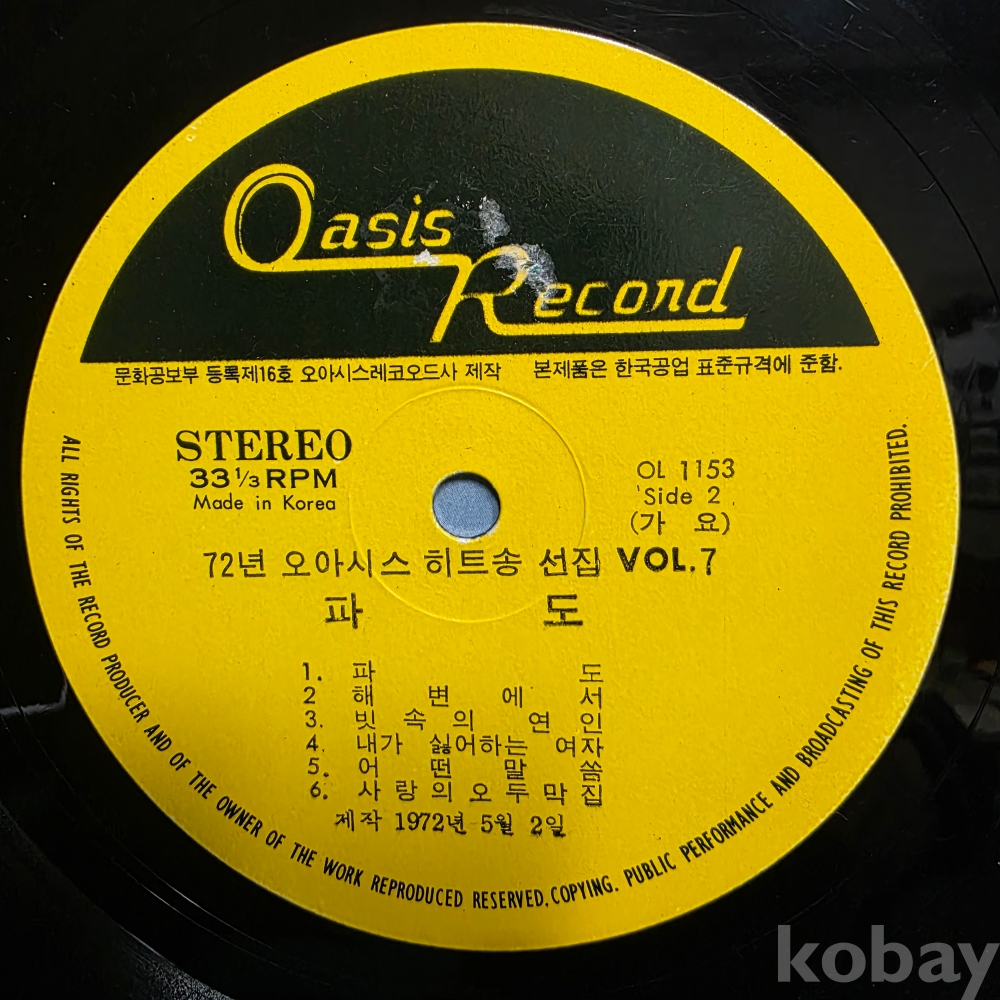 Oasis
Record
문화공보부 등록제16호 오아시스레코오드사 제작 본제품은 한국공업 표준규격에 준함.
STEREO
33 1/3 RPM
Made in Korea
OL 1153
Side 2
(가 요)
72년 오아시스 히트송 선집 VOL.7
파 도
1. 파 도
2 해 변 에 서
3. 빗 속 의 연 인
4. 내가 싫어하는 여자
5. 어 떤 말 씀
6. 사 랑 의 오 두 막 집
제작 1972년 5월 2일
ALL RIGHTS OF THE RECORD PRODUCER AND OF THE OWNER OF THE WORK REPRODUCED RESERVED. COPYING. PUBLIC PERFORMANCE AND BROADCASTING OF THIS RECORD PROHIBITED.
kobay